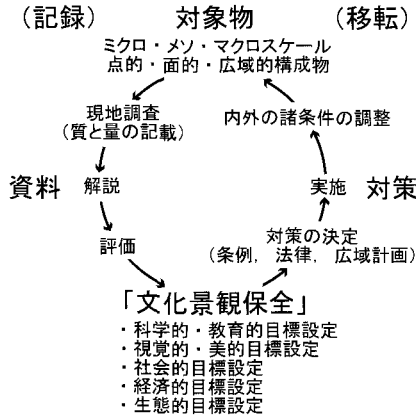 （記録） 対象物 （移転）
ミクロ・メソ・マクロスケール
点的・面的・広域的構成物
現地調査
（質と量の記載）
内外の諸条件の調整
資料 解説
実施 対策
評価
対策の決定
（条例，法律，広域計画）
「文化景観保全」
・科学的・教育的目標設定
・視覚的・美的目標設定
・社会的目標設定
・経済的目標設定
・生態的目標設定